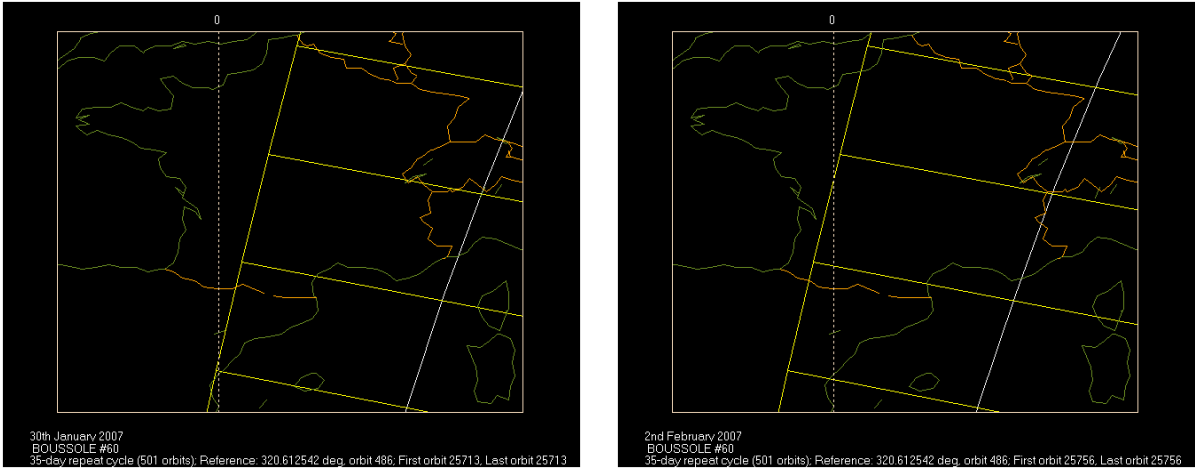 0
30th January 2007
BOUSSOLE #60
35-day repeat cycle (501 orbits); Reference: 320.612542 deg, orbit 486; First orbit 25713, Last orbit 25713
0
2nd February 2007
BOUSSOLE #60
35-day repeat cycle (501 orbits); Reference: 320.612542 deg, orbit 486; First orbit 25756, Last orbit 25756